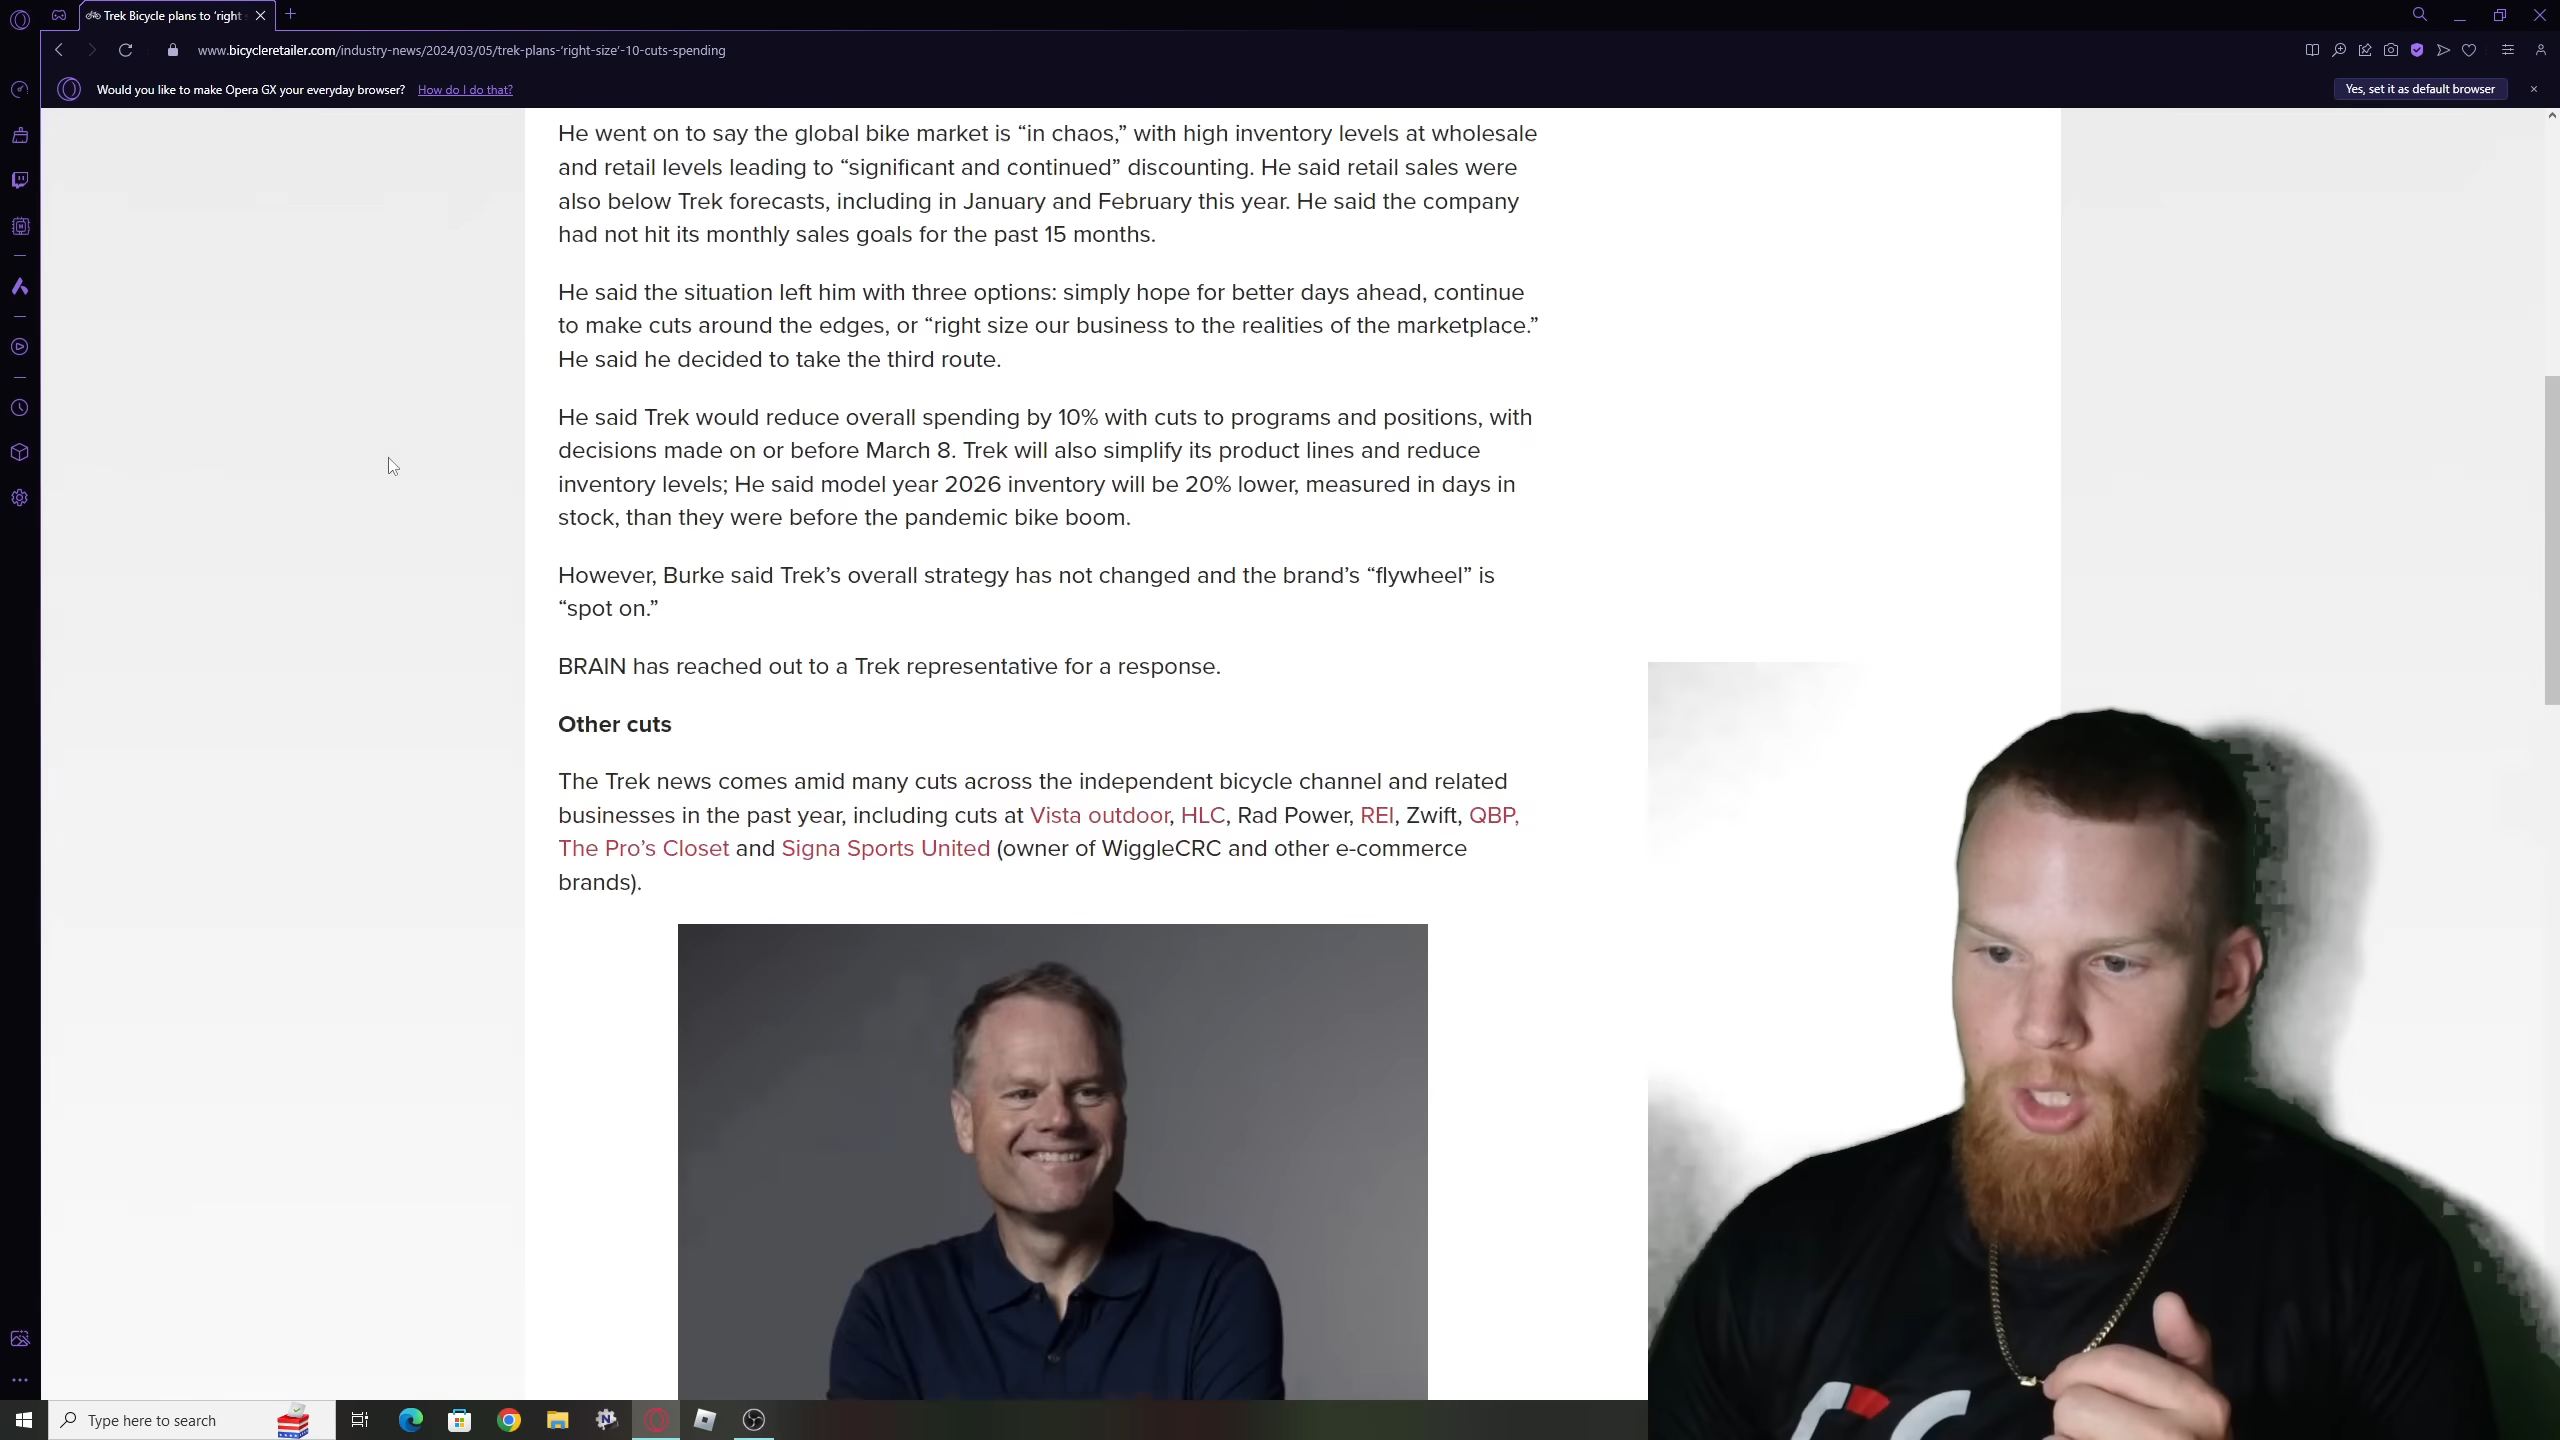 Trek Bicycle plans to 'right
www.bicycleretailer.com/industry-news/2024/03/05/trek-plans-'right-size'-10-cuts-spending
Would you like to make Opera GX your everyday browser? How do I do that?
Yes, set it as default browser
He went on to say the global bike market is “in chaos,” with high inventory levels at wholesale
and retail levels leading to “significant and continued” discounting. He said retail sales were
also below Trek forecasts, including in January and February this year. He said the company
had not hit its monthly sales goals for the past 15 months.
He said the situation left him with three options: simply hope for better days ahead, continue
to make cuts around the edges, or “right size our business to the realities of the marketplace.”
He said he decided to take the third route.
He said Trek would reduce overall spending by 10% with cuts to programs and positions, with
decisions made on or before March 8. Trek will also simplify its product lines and reduce
inventory levels; He said model year 2026 inventory will be 20% lower, measured in days in
stock, than they were before the pandemic bike boom.
However, Burke said Trek’s overall strategy has not changed and the brand’s “flywheel” is
“spot on.”
BRAIN has reached out to a Trek representative for a response.
Other cuts
The Trek news comes amid many cuts across the independent bicycle channel and related
businesses in the past year, including cuts at Vista outdoor, HLC, Rad Power, REI, Zwift, QBP,
The Pro’s Closet and Signa Sports United (owner of WiggleCRC and other e-commerce
brands).
Type here to search